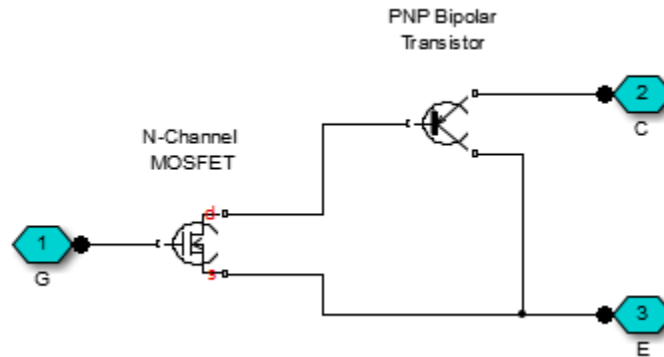 PNP Bipolar
Transistor
2
C
N-Channel
MOSFET
d
1
G
s
3
E